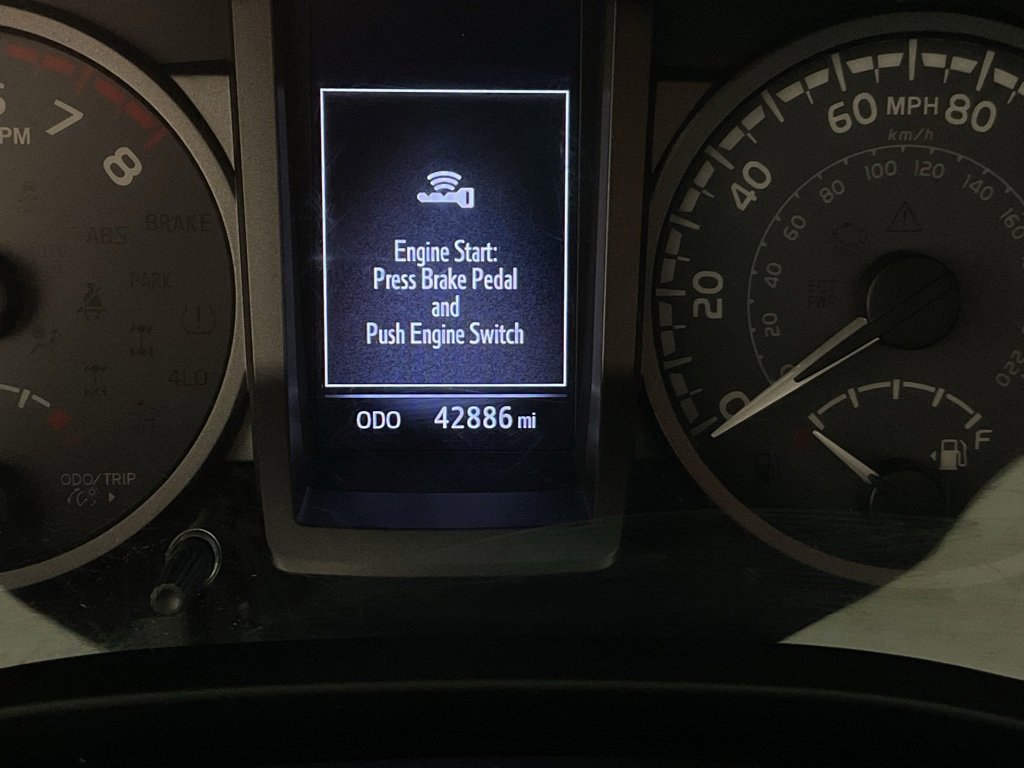 7
8
PM
ABS
BRAKE
PARK
4LO
ODO/TRIP
Engine Start:
Press Brake Pedal
and
Push Engine Switch
ODO 42886 mi
0
20
40
60 MPH 80
km/h
20
40
60
80
100
120
140
160
220
F